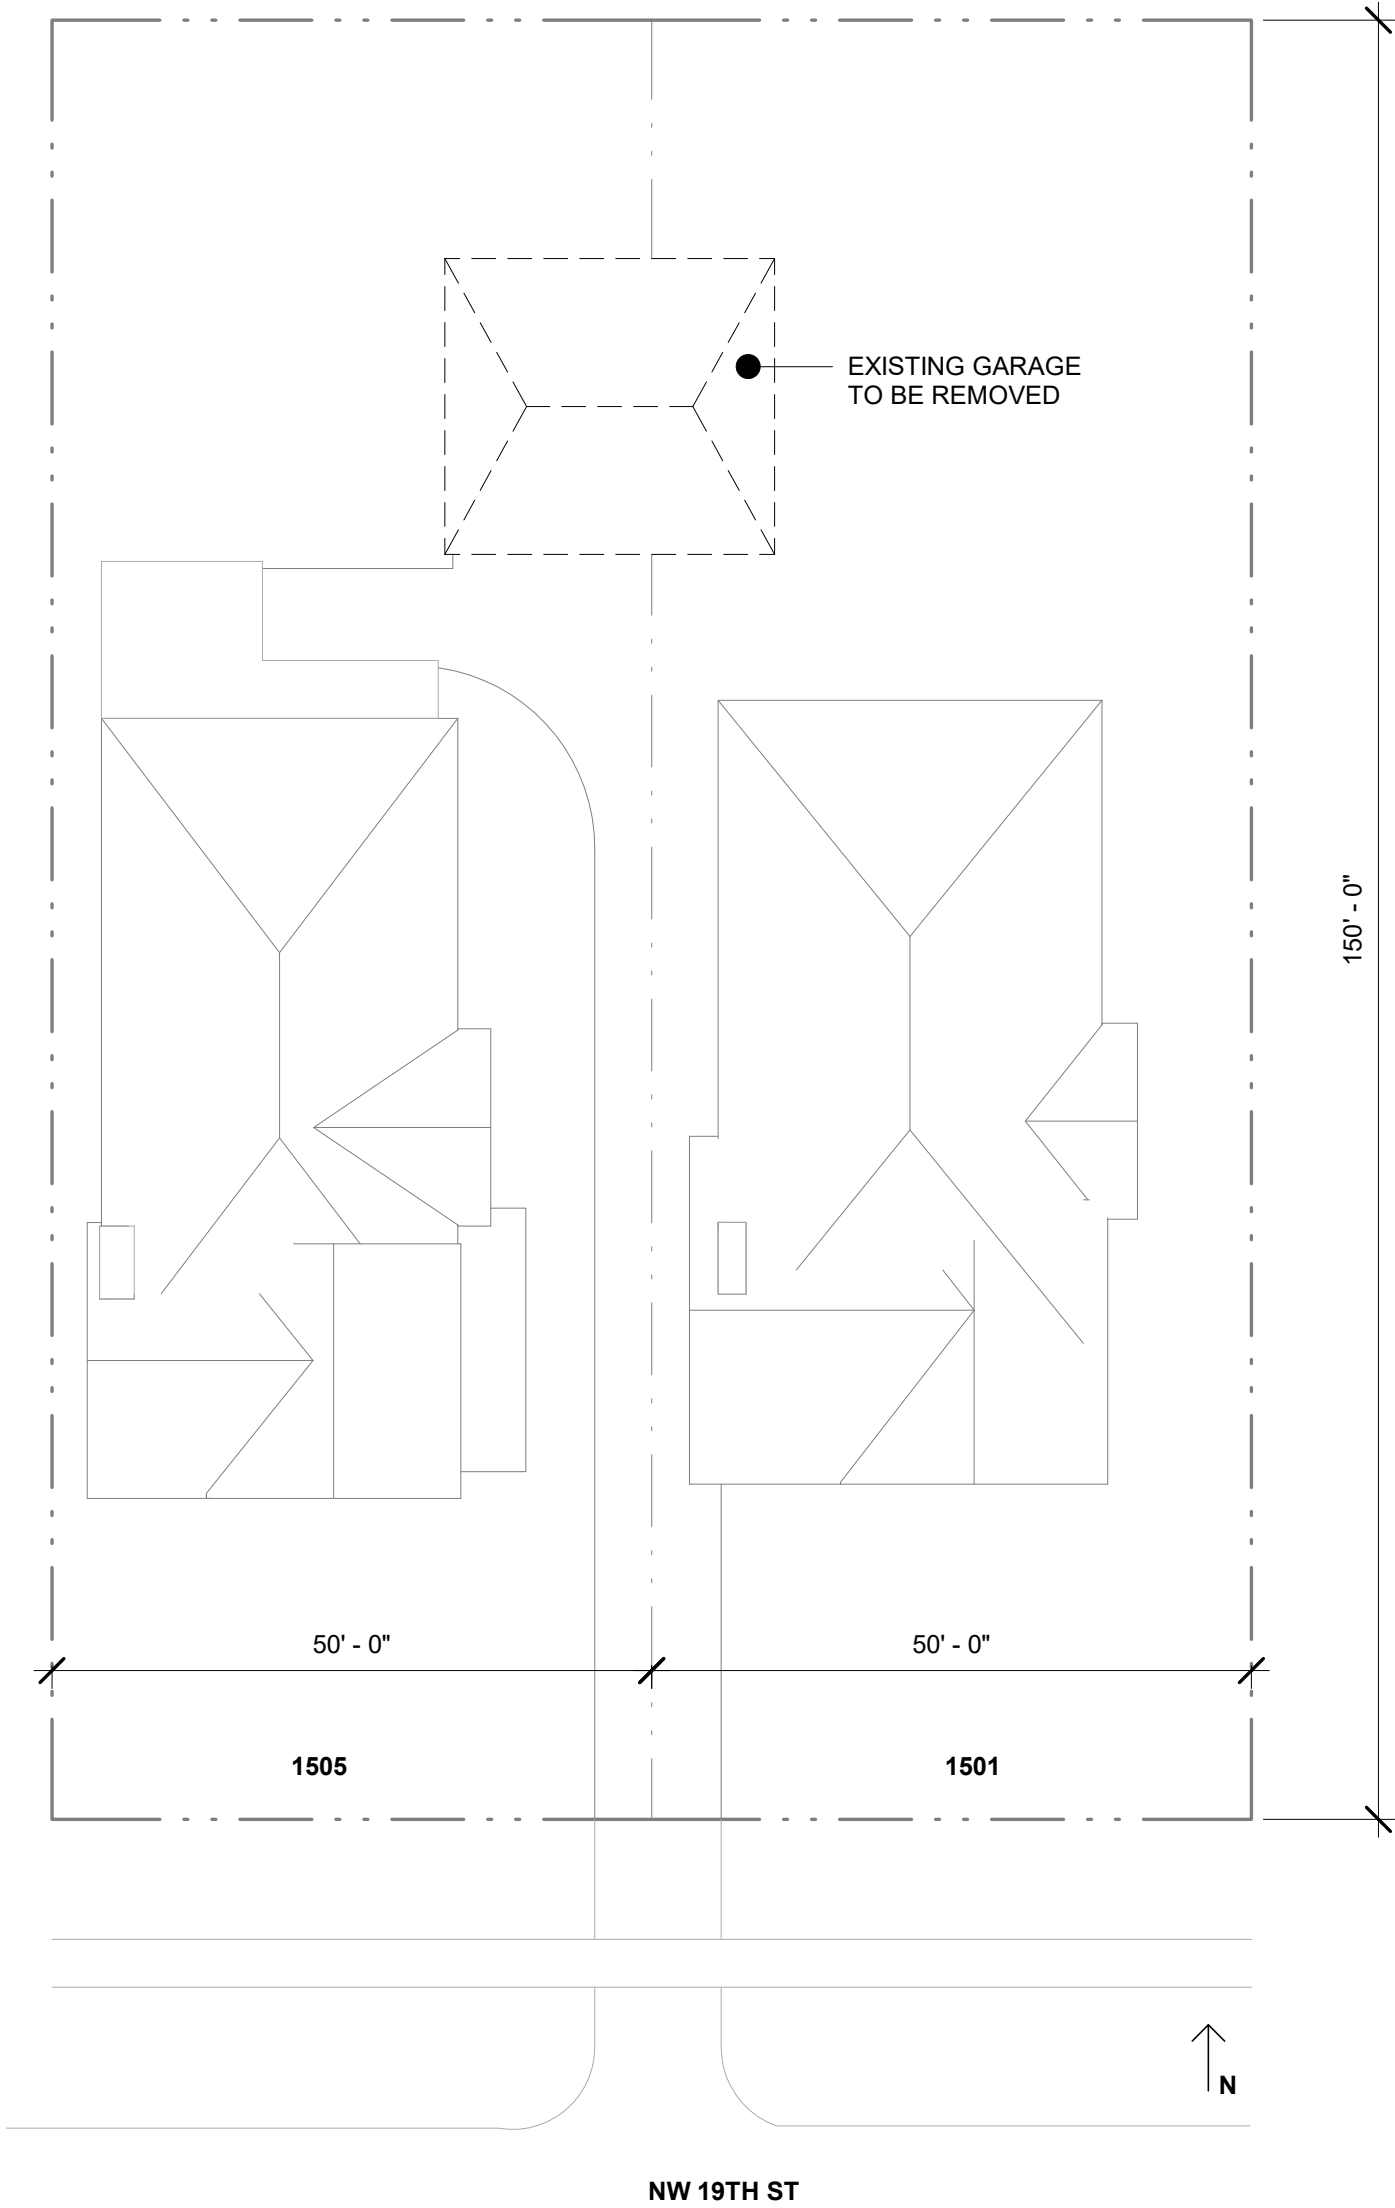 EXISTING GARAGE
TO BE REMOVED
150' - 0"
50' - 0"
50' - 0"
1505
1501
N
NW 19TH ST